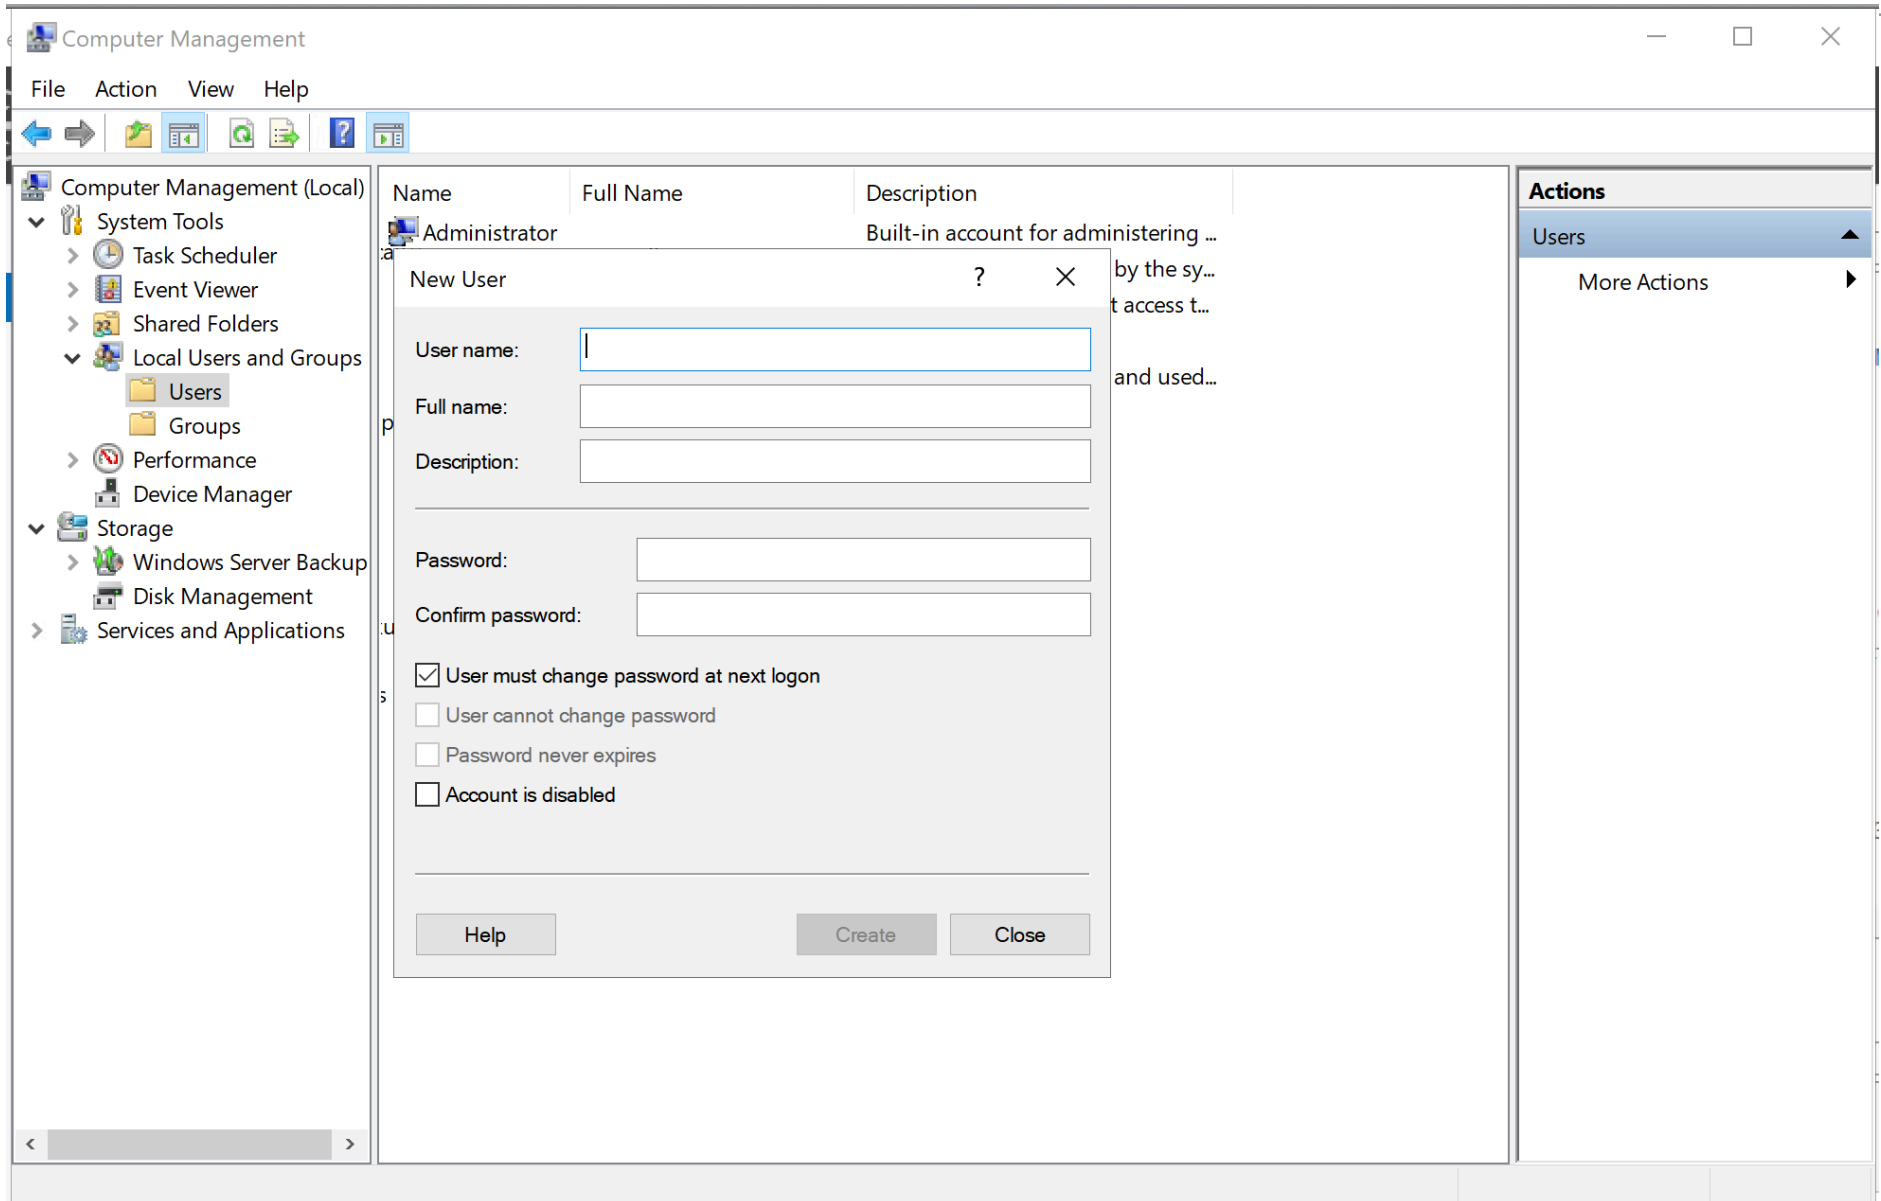 Computer Management
File Action View Help
Computer Management (Local)
System Tools
Task Scheduler
Event Viewer
Shared Folders
Local Users and Groups
Users
Groups
Performance
Device Manager
Storage
Windows Server Backup
Disk Management
Services and Applications
Name Full Name Description
Administrator Built-in account for administering ...
by the sy...
t access t...
and used...
New User ?
User name:
Full name:
Description:
Password:
Confirm password:
User must change password at next logon
User cannot change password
Password never expires
Account is disabled
Help Create Close
Actions
Users
More Actions